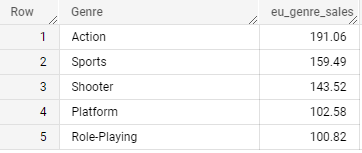 Row Genre eu_genre_sales
1 Action 191.06
2 Sports 159.49
3 Shooter 143.52
4 Platform 102.58
5 Role-Playing 100.82